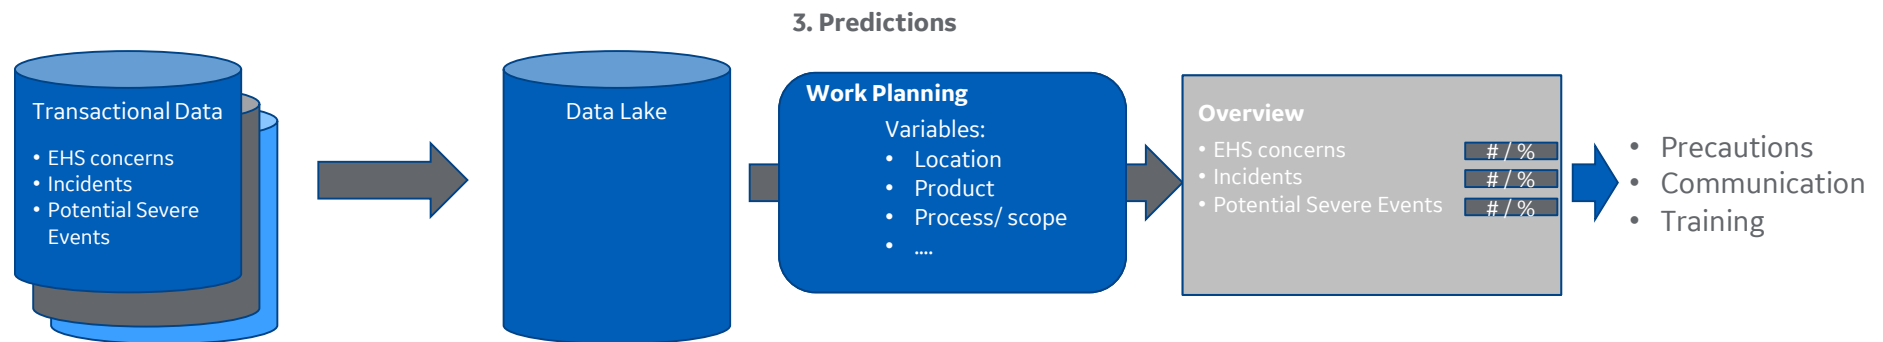 3. Predictions
Transactional Data
• EHS concerns
• Incidents
• Potential Severe
Events
Data Lake
Work Planning
Variables:
• Location
• Product
• Process/ scope
• ....
Overview
• EHS concerns # / %
• Incidents # / %
• Potential Severe Events # / %
• Precautions
• Communication
• Training